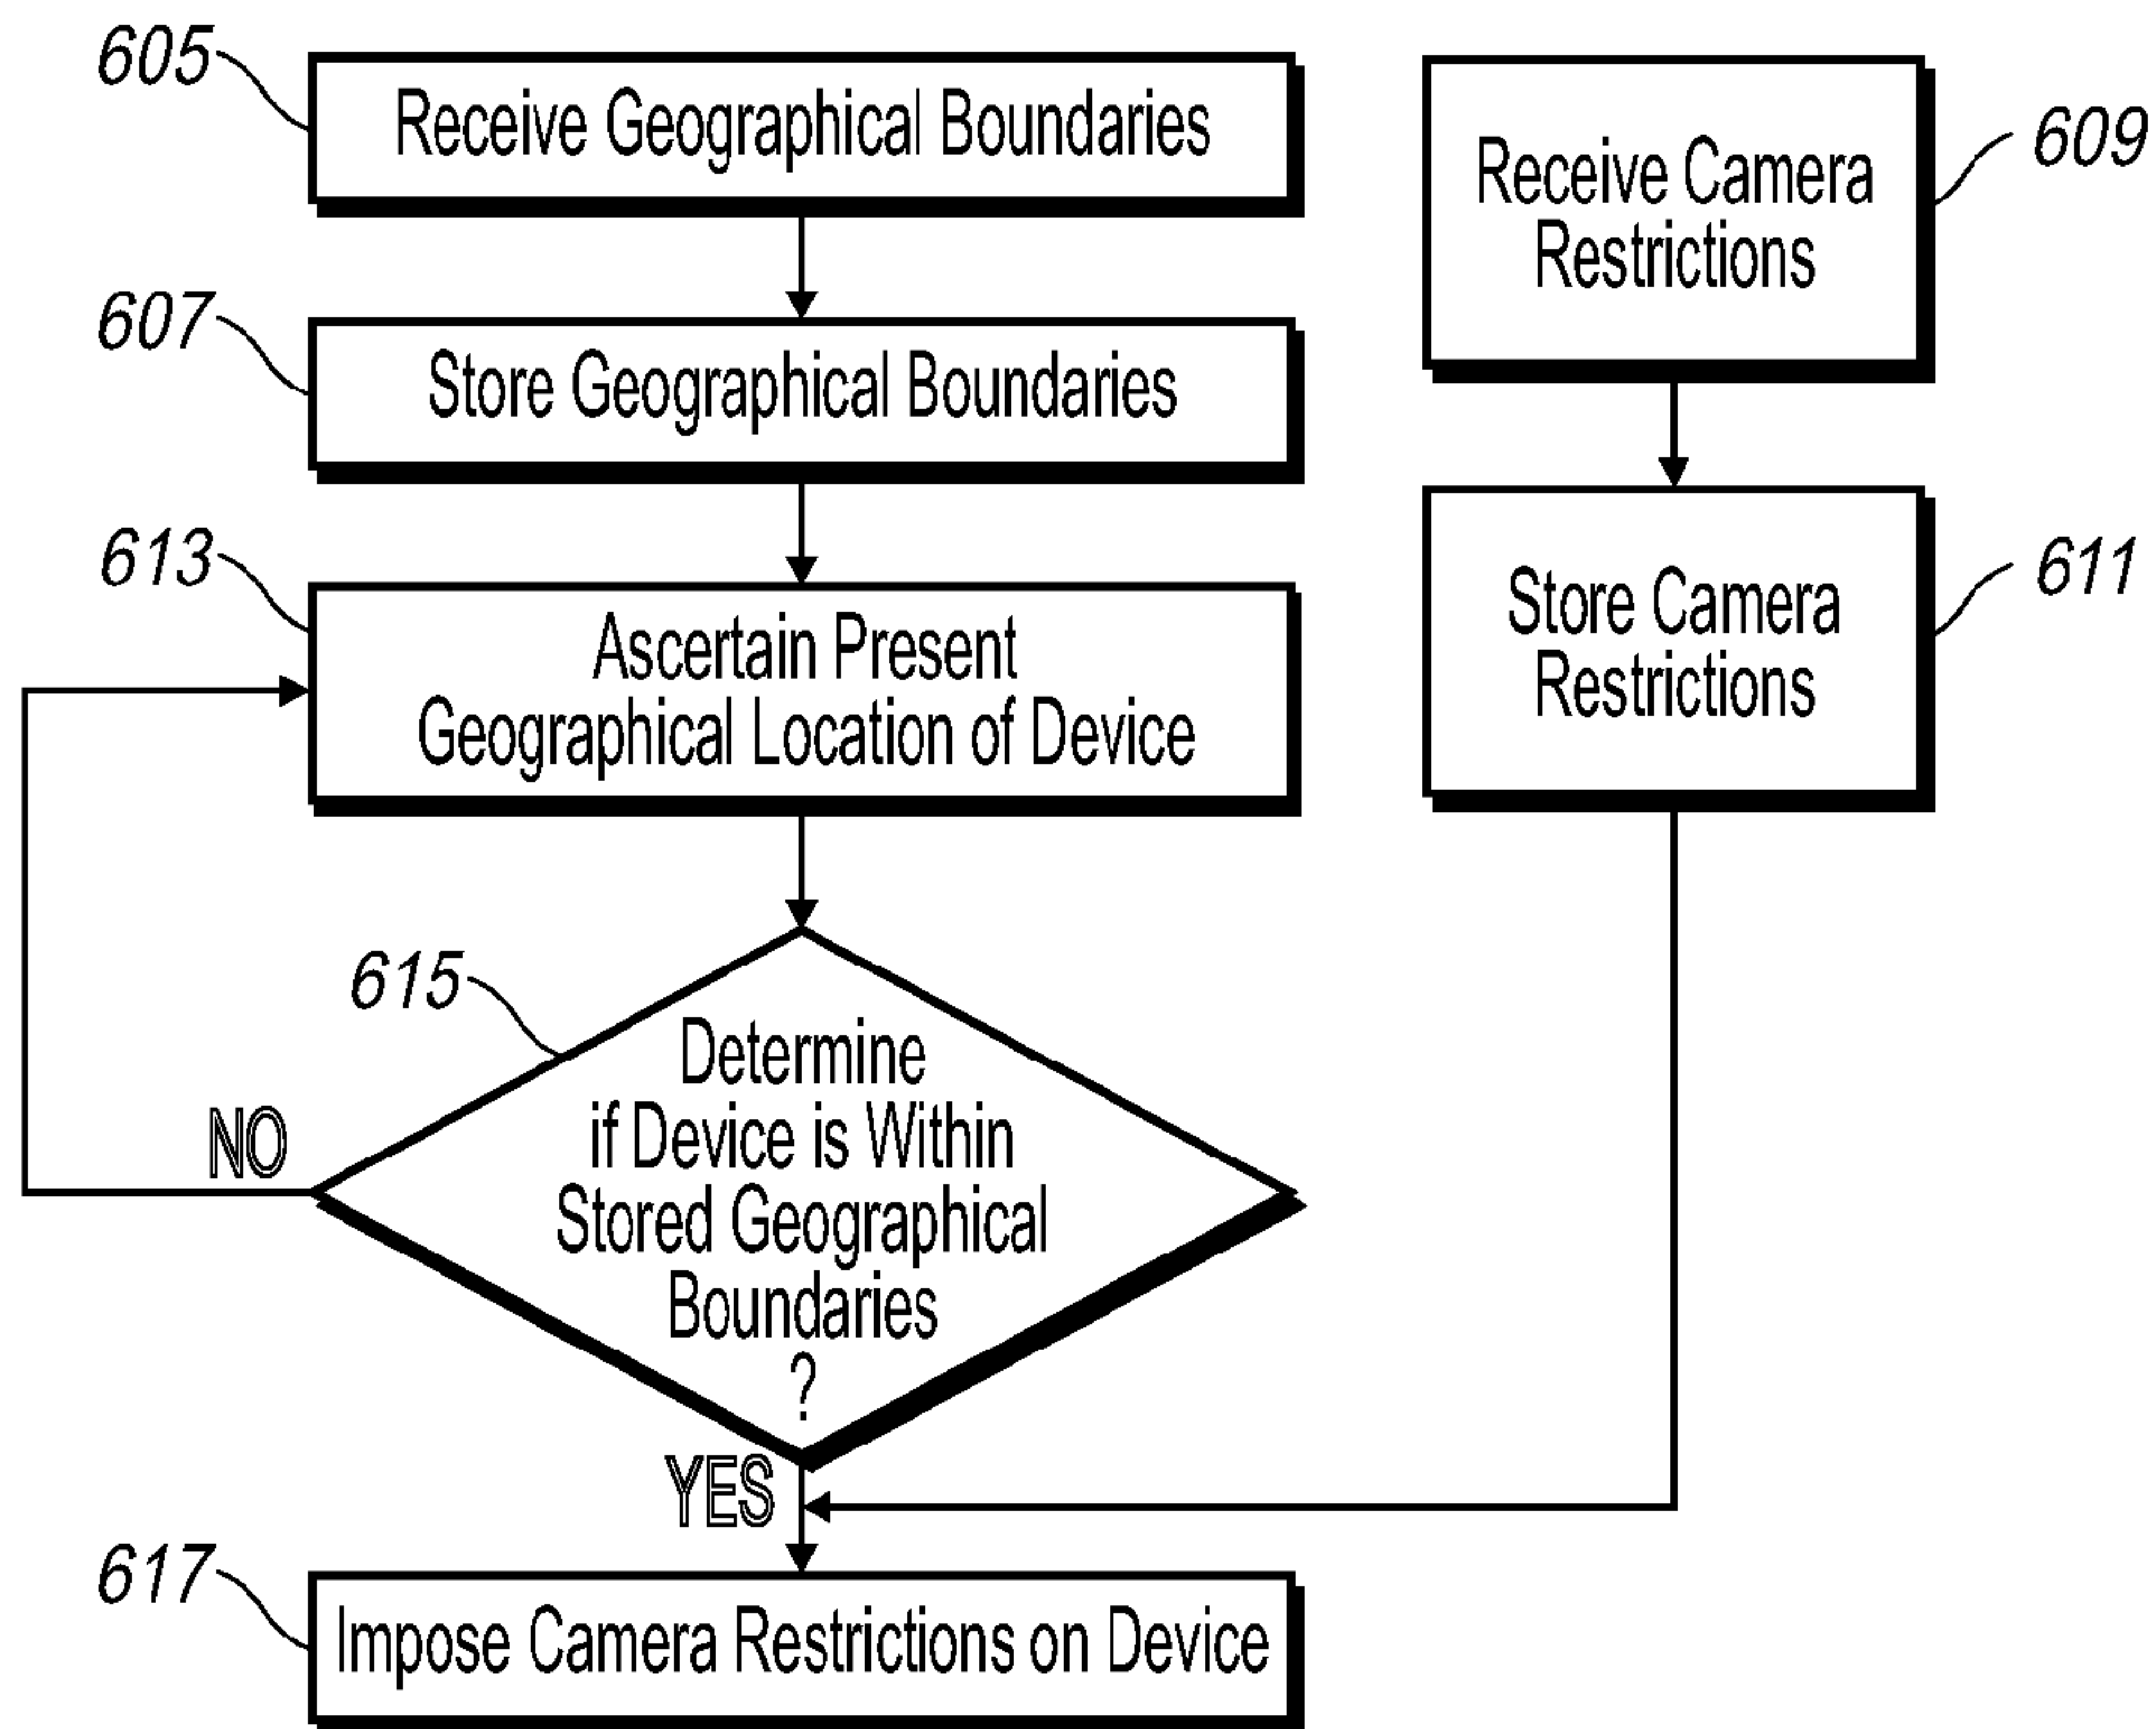 605
Receive Geographical Boundaries
607
Store Geographical Boundaries
613
Ascertain Present
Geographical Location of Device
615
Determine
if Device is Within
Stored Geographical
Boundaries
?
NO
YES
617
Impose Camera Restrictions on Device
Receive Camera
Restrictions
609
Store Camera
Restrictions
611